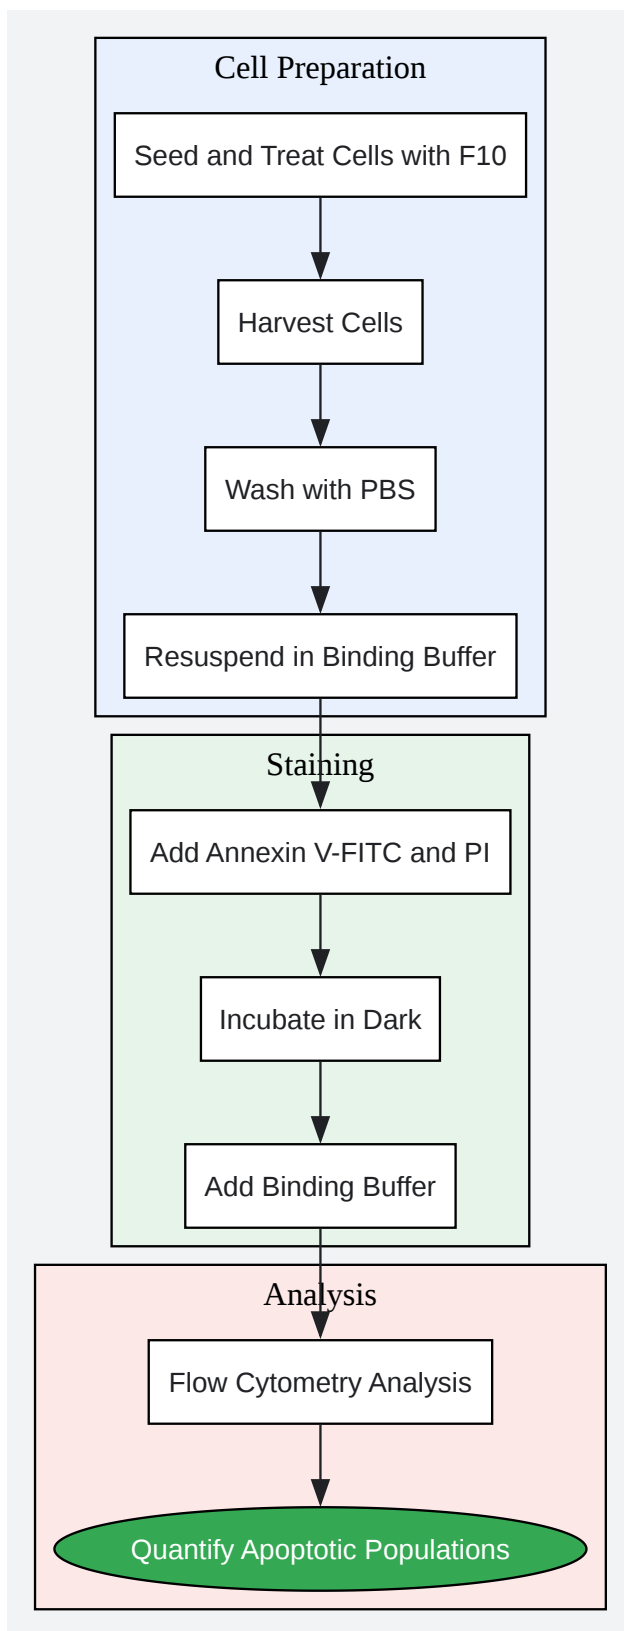 Cell Preparation
Seed and Treat Cells with F10
Harvest Cells
Wash with PBS
Resuspend in Binding Buffer
Staining
Add Annexin V-FITC and PI
Incubate in Dark
Add Binding Buffer
Analysis
Flow Cytometry Analysis
Quantify Apoptotic Populations